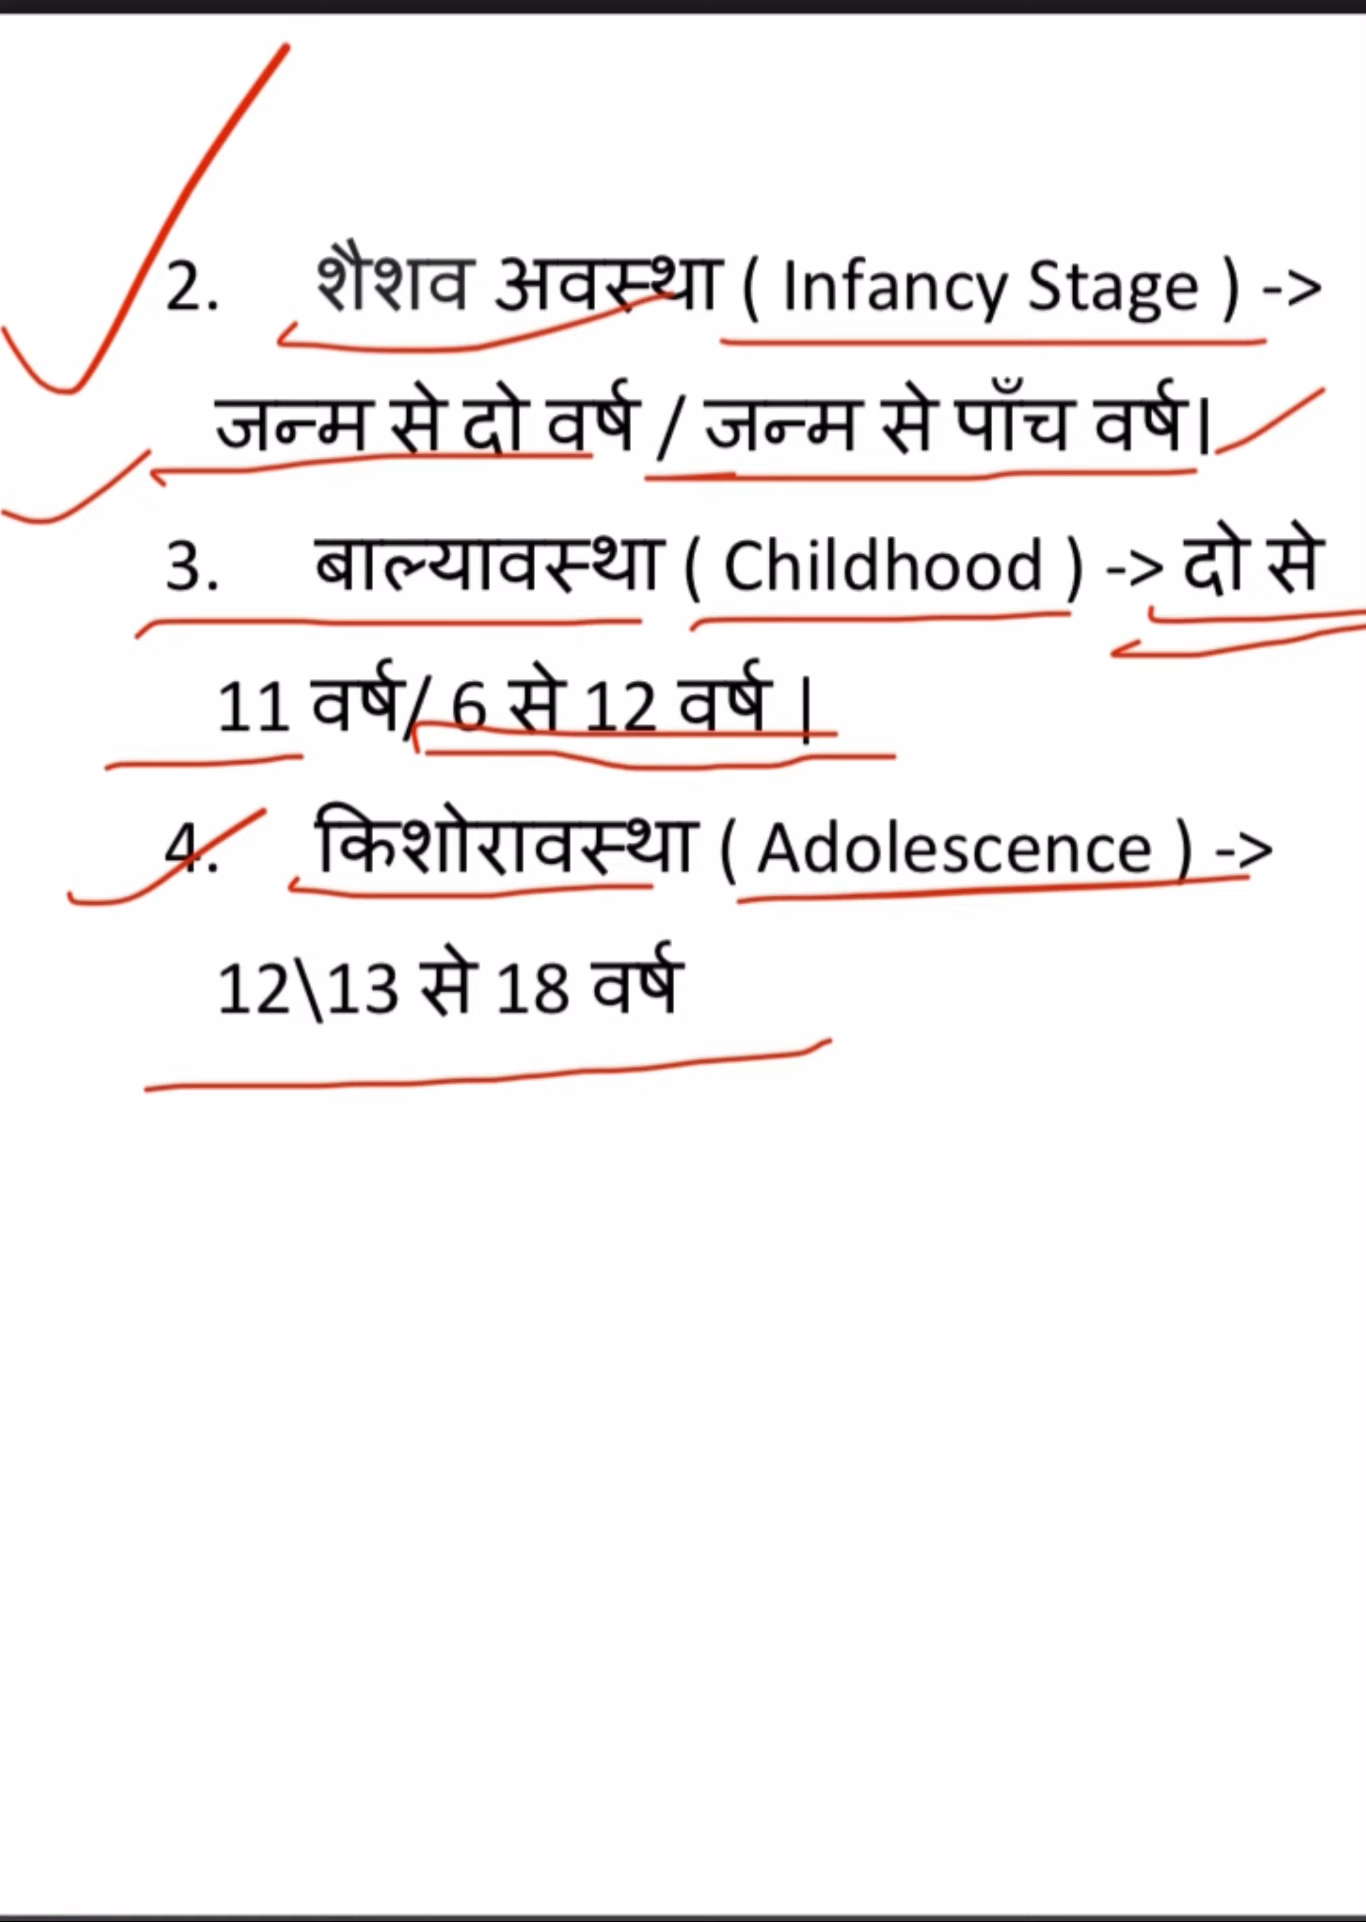 2. शैशव अवस्था ( Infancy Stage ) ->
जन्म से दो वर्ष / जन्म से पाँच वर्ष।
3. बाल्यावस्था ( Childhood ) -> दो से
11 वर्ष/ 6 से 12 वर्ष |
4. किशोरावस्था ( Adolescence ) ->
12\13 से 18 वर्ष